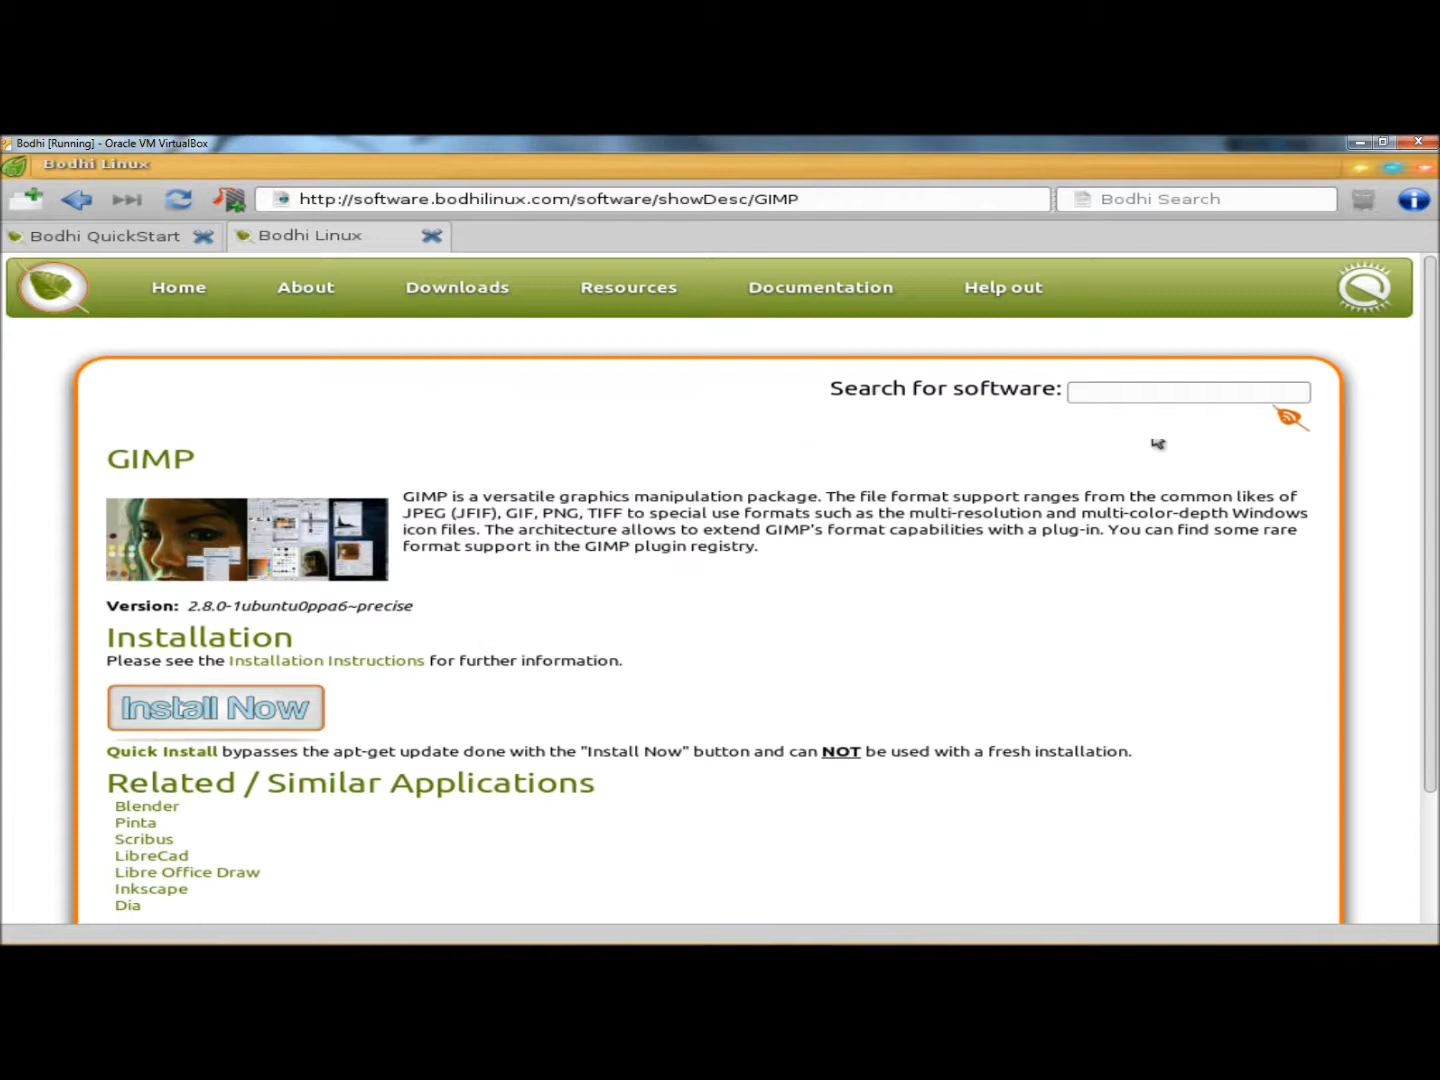 Bodhi [Running] - Oracle VM VirtualBox
Bodhi Linux
http://software.bodhilinux.com/software/showDesc/GIMP
Bodhi Search
Bodhi QuickStart
Bodhi Linux
Home
About
Downloads
Resources
Documentation
Help out
Search for software:
GIMP
GIMP is a versatile graphics manipulation package. The file format support ranges from the common likes of
JPEG (JFIF), GIF, PNG, TIFF to special use formats such as the multi-resolution and multi-color-depth Windows
icon files. The architecture allows to extend GIMP's format capabilities with a plug-in. You can find some rare
format support in the GIMP plugin registry.
Version: 2.8.0-1ubuntu0ppa6~precise
Installation
Please see the Installation Instructions for further information.
Install Now
Quick Install bypasses the apt-get update done with the "Install Now" button and can NOT be used with a fresh installation.
Related / Similar Applications
Blender
Pinta
Scribus
LibreCad
Libre Office Draw
Inkscape
Dia